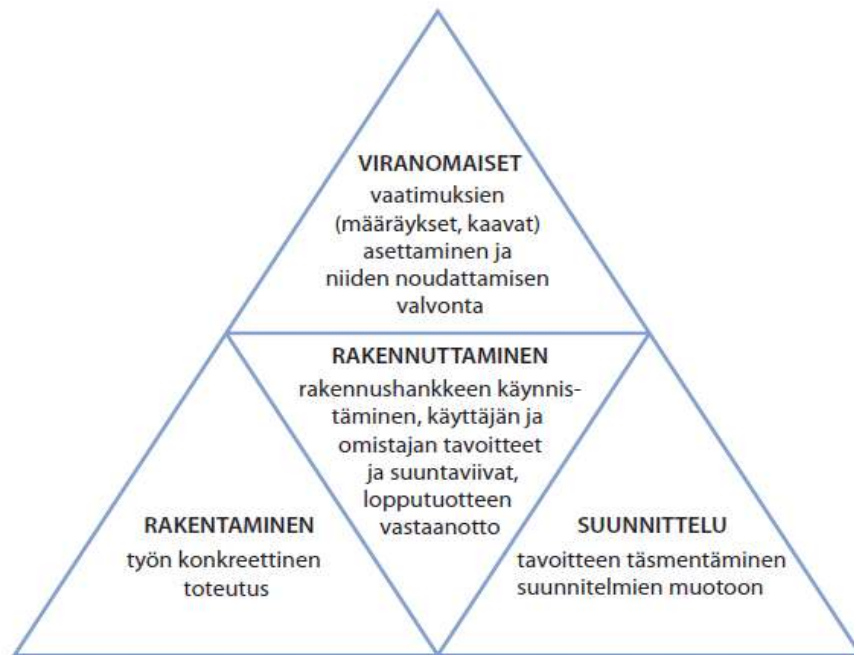 VIRANOMAISET
vaatimuksien
(määräykset, kaavat)
asettaminen ja
niiden noudattamisen
valvonta
RAKENNUTTAMINEN
rakennushankkeen käynnis-
täminen, käyttäjän ja
omistajan tavoitteet
ja suuntaviivat,
lopputuotteen
vastaanotto
RAKENTAMINEN
työn konkreettinen
toteutus
SUUNNITTELU
tavoitteen täsmentäminen
suunnitelmien muotoon